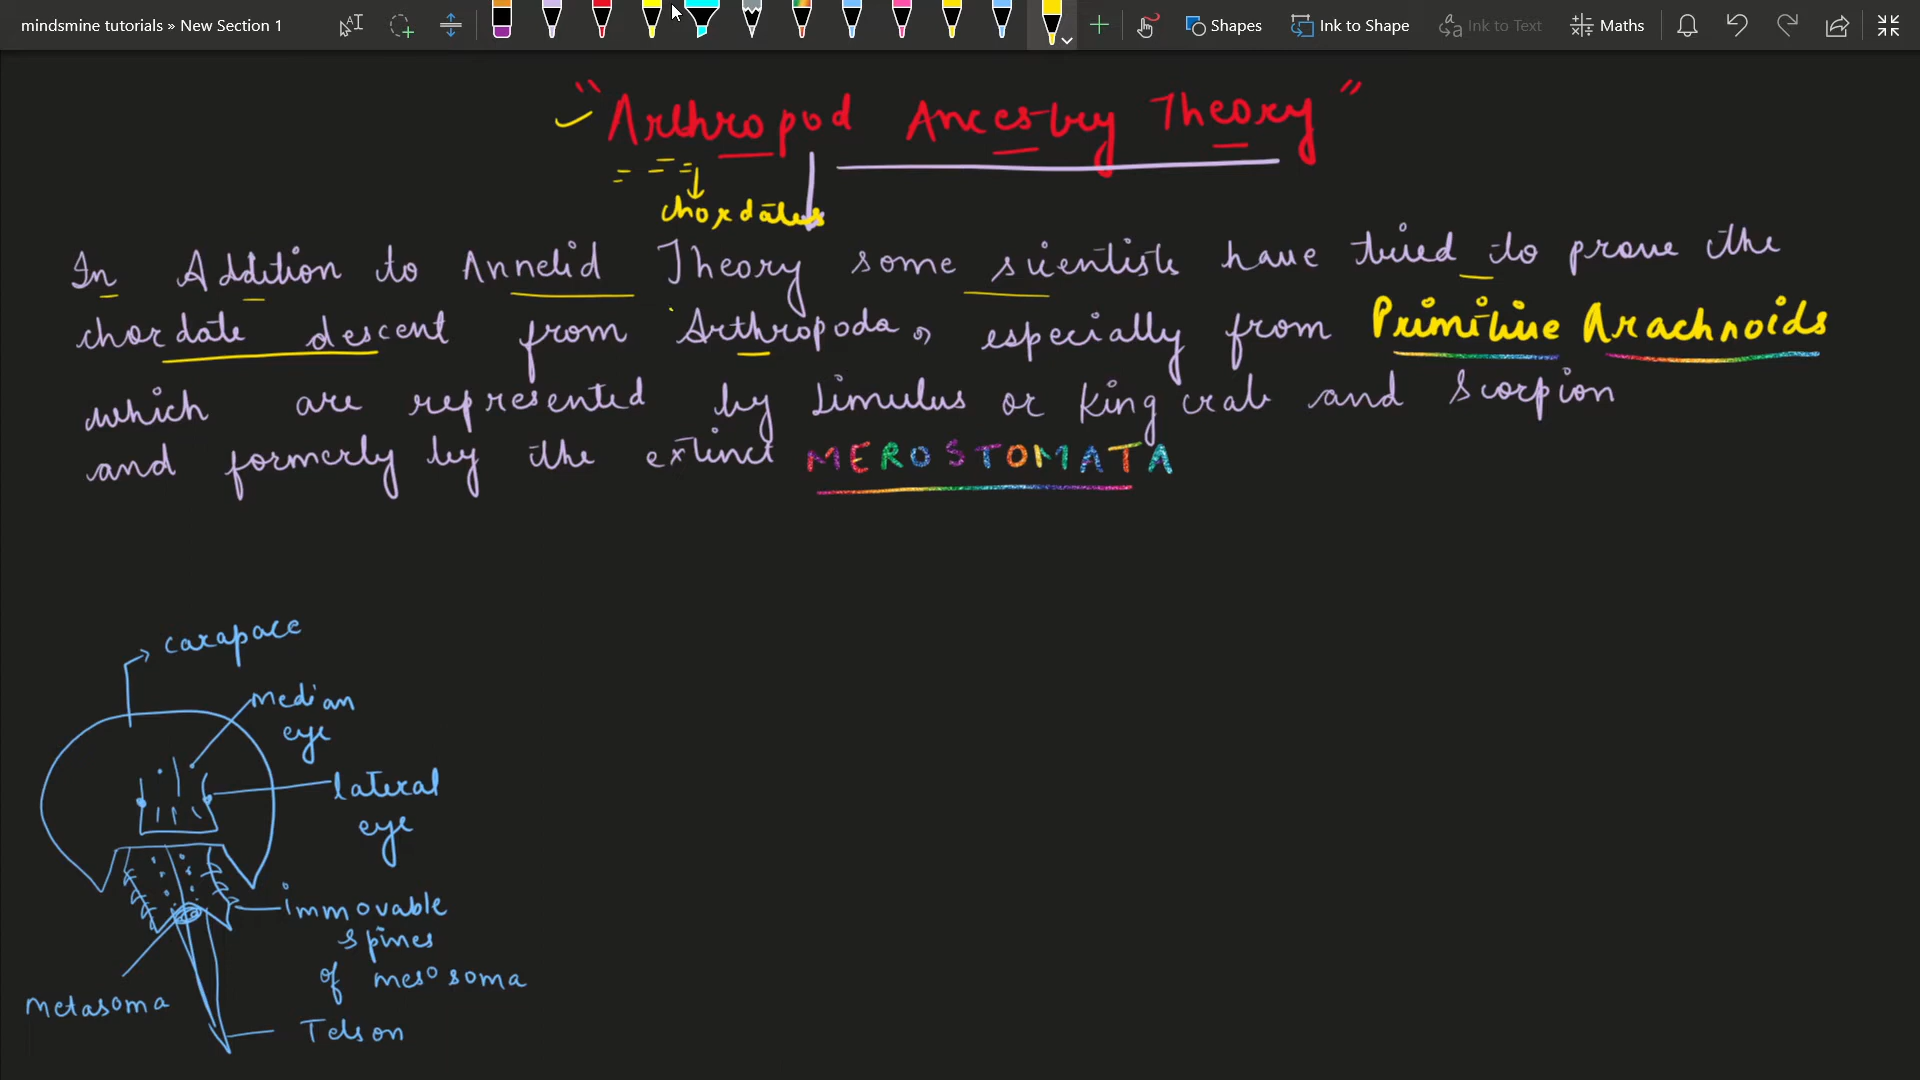 mindsmine tutorials » New Section 1
Shapes
Ink to Shape
Ink to Text
Maths
"Arthropod Ancestry Theory"
chordates
In Addition to Annelid Theory some scientists have tried to prove the
chordate descent from Arthropoda, especially from Primitive Arachnoids
which are represented by Limulus or King crab and Scorpion
and formerly by the extinct MEROSTOMATA
carapace
median
eye
lateral
eye
immovable
spines
of mesosoma
metasoma
Telson